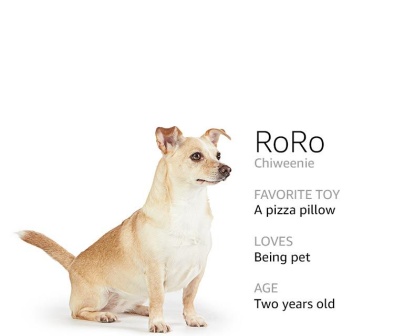 RoRo
Chiweenie
FAVORITE TOY
A pizza pillow
LOVES
Being pet
AGE
Two years old